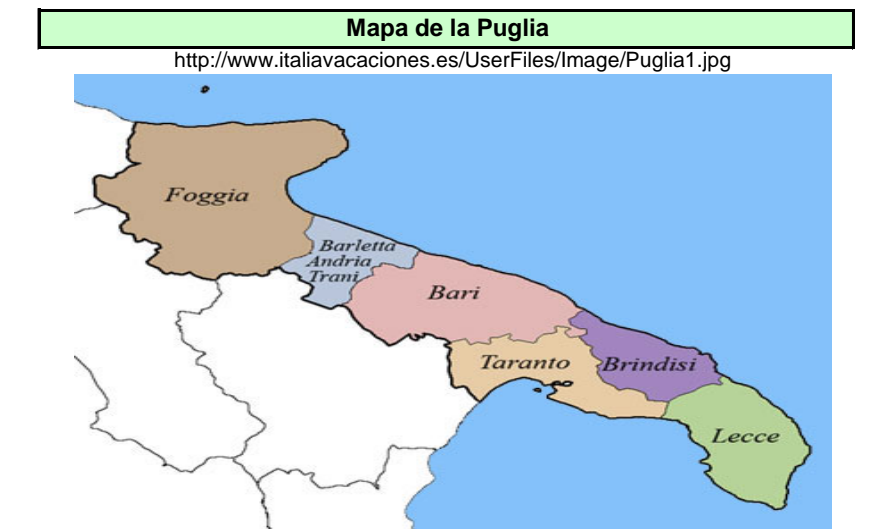 Mapa de la Puglia
http://www.italiavacaciones.es/UserFiles/Image/Puglia1.jpg
Foggia
Barletta
Andria
Trani
Bari
Taranto
Brindisi
Lecce